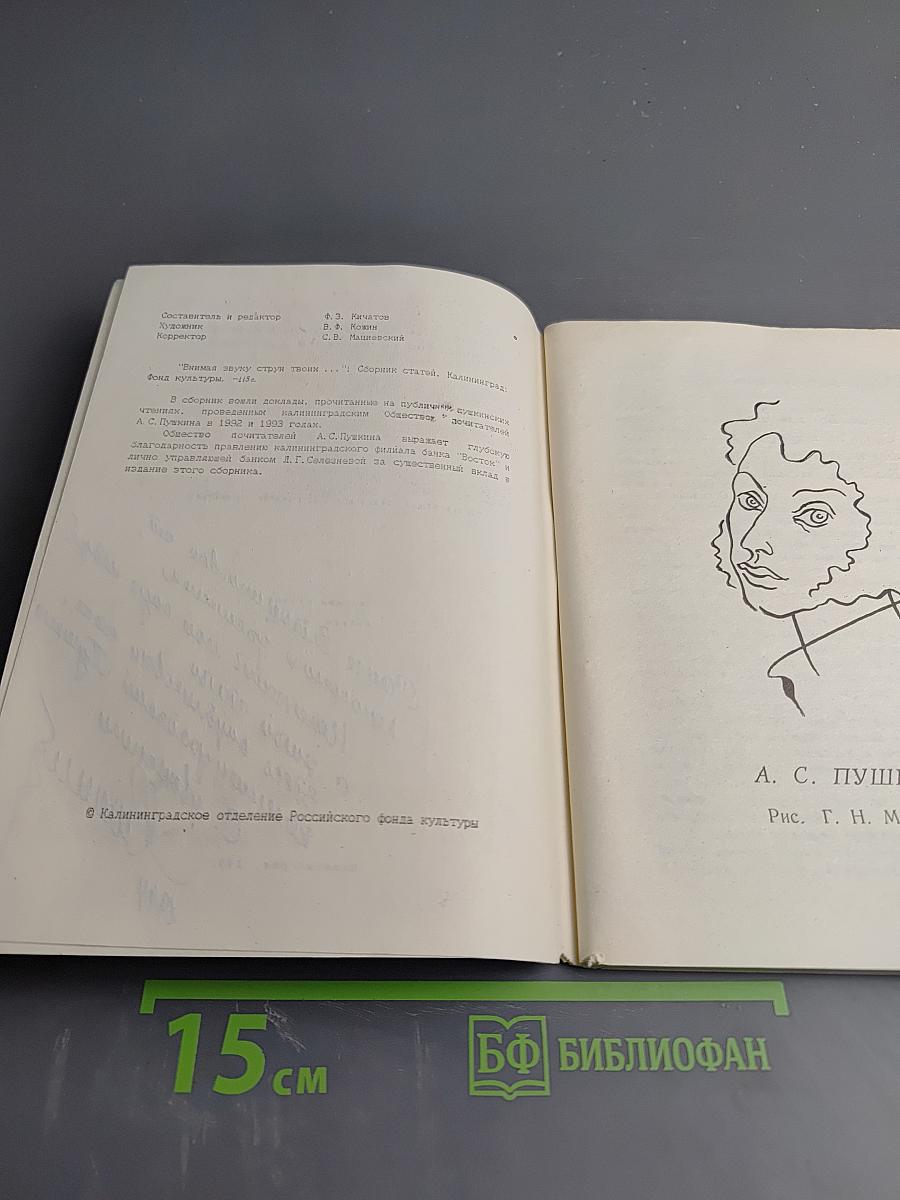 Составитель и редактор Ф.З. Кичатов
Художник В.Ф. Кожин
Корректор С.В. Мациевский
"Внимая звуку струн твоих ...": Сборник статей. Калининград:
Фонд культуры. -115с.
В сборник вошли доклады, прочитанные на публичных пушкинских
чтениях, проведенных калининградским Обществом почитателей
А.С.Пушкина в 1992 и 1993 годах.
Общество почитателей А.С.Пушкина выражает глубскую
благодарность правлению калининградского филиала банка "Восток" и
лично управляющей банком Л.Г.Селезневой за существенный вклад в
издание этого сборника.
© Калининградское отделение Российского фонда культуры
А. С. ПУШ
Рис. Г. Н. М
15 см
БФ БИБЛИОФАН